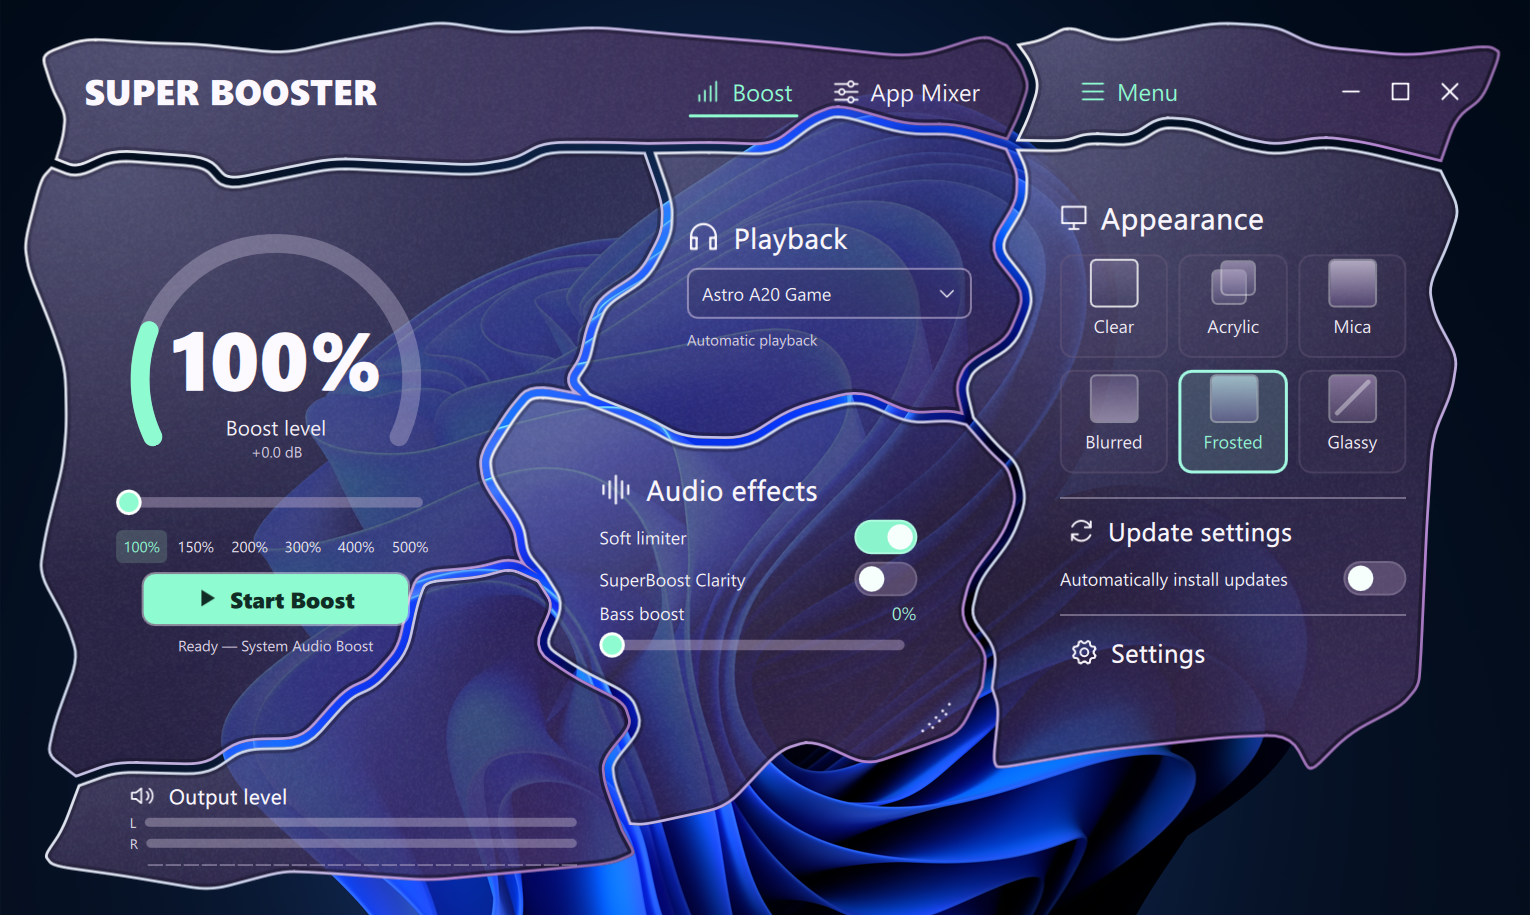 SUPER BOOSTER
Boost
App Mixer
Menu
100%
Boost level
+0.0 dB
100% 150% 200% 300% 400% 500%
Start Boost
Ready — System Audio Boost
Output level
L
R
Playback
Astro A20 Game
Automatic playback
Audio effects
Soft limiter
SuperBoost Clarity
Bass boost 0%
Appearance
Clear Acrylic Mica
Blurred Frosted Glassy
Update settings
Automatically install updates
Settings